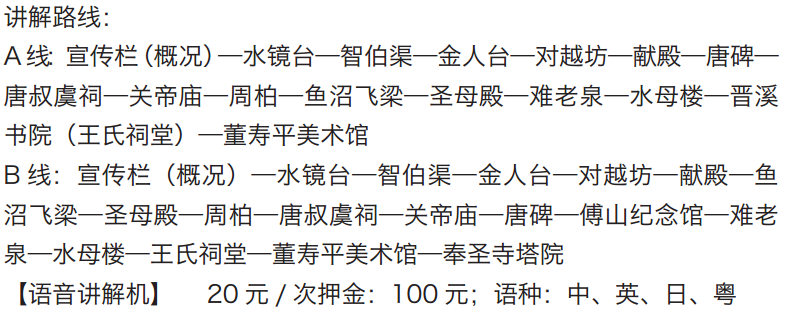 讲解路线：
A 线：宣传栏（概况）—水镜台—智伯渠—金人台—对越坊—献殿—唐碑—
唐叔虞祠—关帝庙—周柏—鱼沼飞梁—圣母殿—难老泉—水母楼—晋溪
书院（王氏祠堂）—董寿平美术馆
B 线：宣传栏（概况）—水镜台—智伯渠—金人台—对越坊—献殿—鱼
沼飞梁—圣母殿—周柏—唐叔虞祠—关帝庙—唐碑—傅山纪念馆—难老
泉—水母楼—王氏祠堂—董寿平美术馆—奉圣寺塔院
【语音讲解机】 20 元 / 次押金：100 元；语种：中、英、日、粤